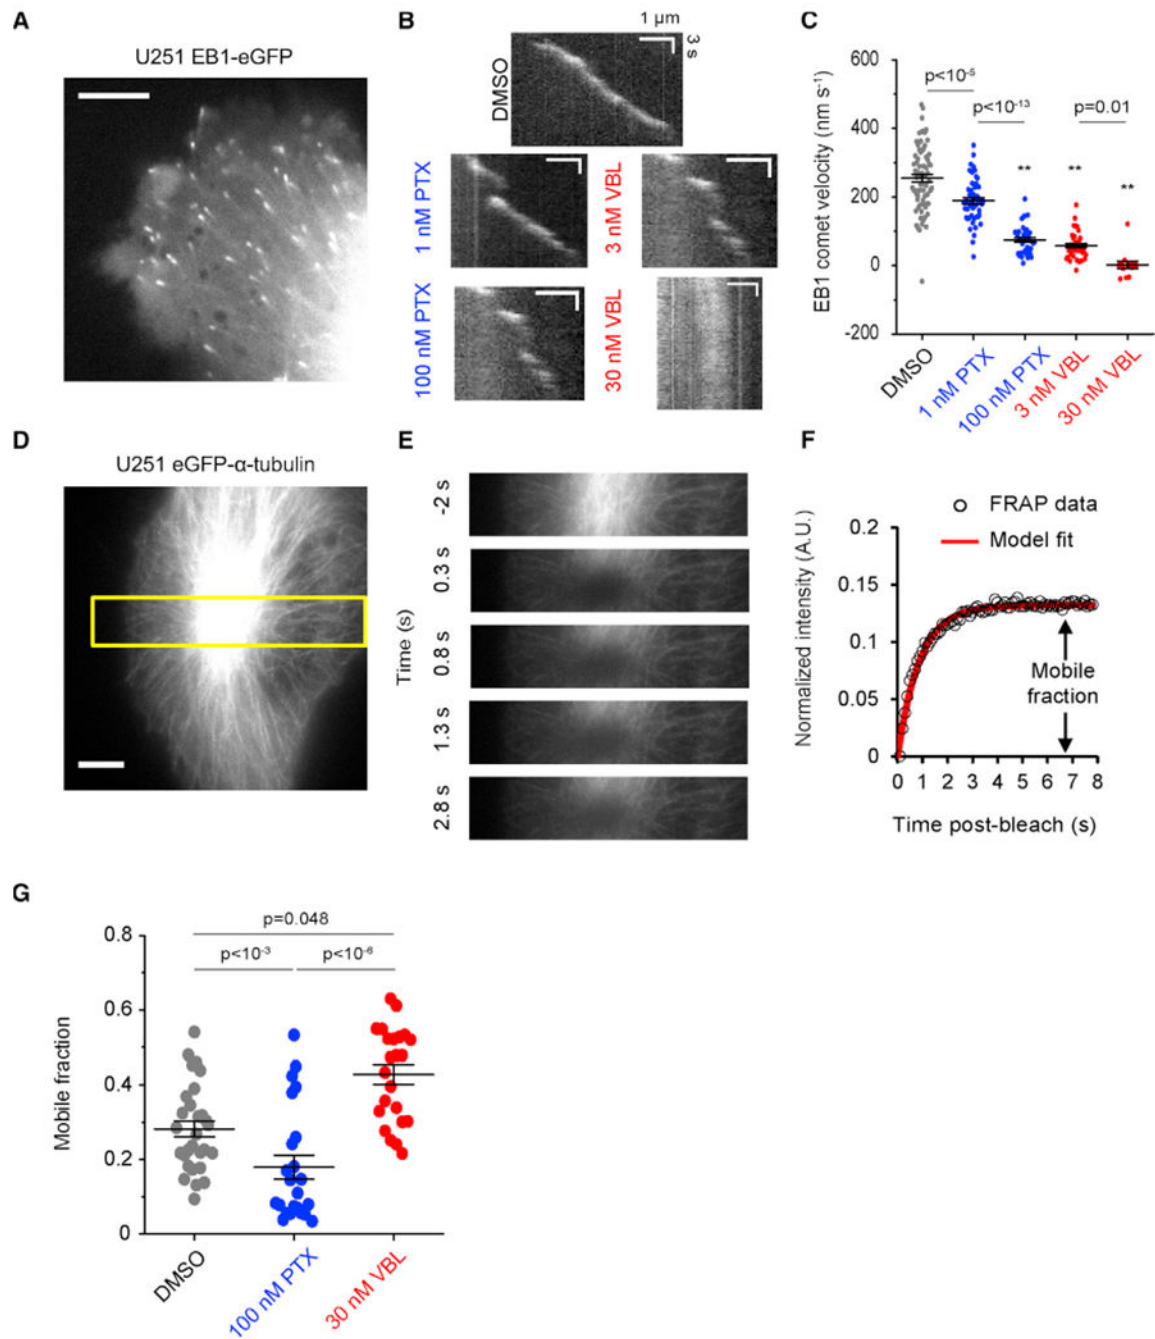 A
U251 EB1-eGFP
B
1 µm
3 s
DMSO
1 nM PTX
3 nM VBL
100 nM PTX
30 nM VBL
C
EB1 comet velocity (nm s⁻¹)
600
400
200
0
-200
p<10⁻⁵
p<10⁻¹³
p=0.01
**
**
**
DMSO
1 nM PTX
100 nM PTX
3 nM VBL
30 nM VBL
D
U251 eGFP-α-tubulin
E
Time (s)
-2 s
0.3 s
0.8 s
1.3 s
2.8 s
F
FRAP data
Model fit
Normalized intensity (A.U.)
0.2
0.15
0.1
0.05
0
Mobile
fraction
0 1 2 3 4 5 6 7 8
Time post-bleach (s)
G
p=0.048
p<10⁻³
p<10⁻⁶
Mobile fraction
0.8
0.6
0.4
0.2
0
DMSO
100 nM PTX
30 nM VBL